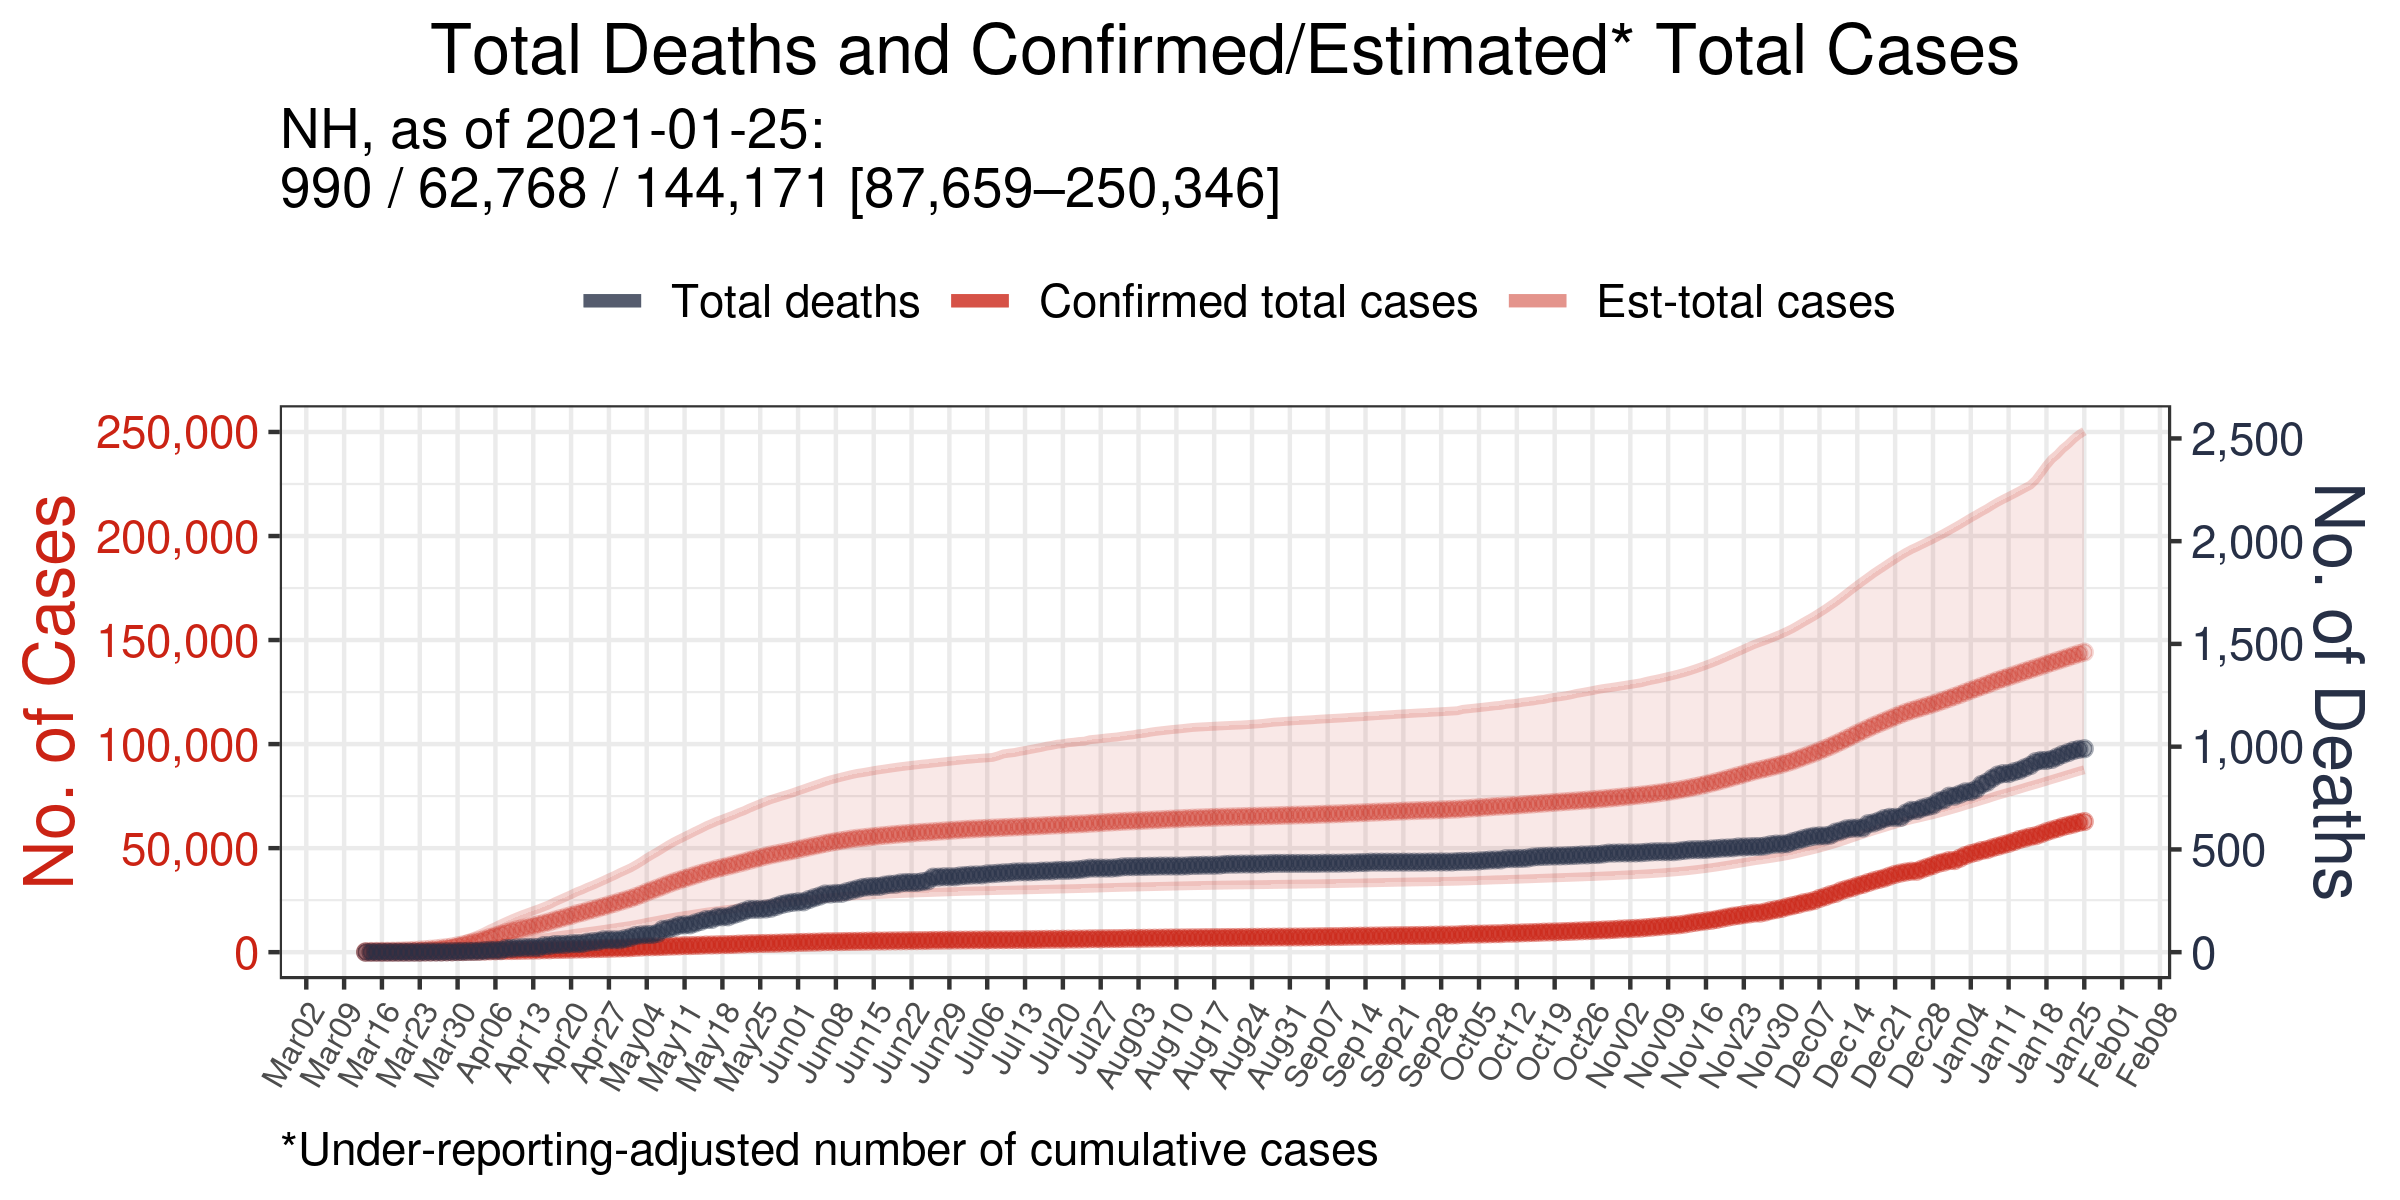 Total Deaths and Confirmed/Estimated* Total Cases
NH, as of 2021-01-25:
990 / 62,768 / 144,171 [87,659–250,346]
Total deaths
Confirmed total cases
Est-total cases
No. of Cases
250,000
200,000
150,000
100,000
50,000
0
2,500
2,000
1,500
1,000
500
0
No. of Deaths
Mar02
Mar09
Mar16
Mar23
Mar30
Apr06
Apr13
Apr20
Apr27
May04
May11
May18
May25
Jun01
Jun08
Jun15
Jun22
Jun29
Jul06
Jul13
Jul20
Jul27
Aug03
Aug10
Aug17
Aug24
Aug31
Sep07
Sep14
Sep21
Sep28
Oct05
Oct12
Oct19
Oct26
Nov02
Nov09
Nov16
Nov23
Nov30
Dec07
Dec14
Dec21
Dec28
Jan04
Jan11
Jan18
Jan25
Feb01
Feb08
*Under-reporting-adjusted number of cumulative cases